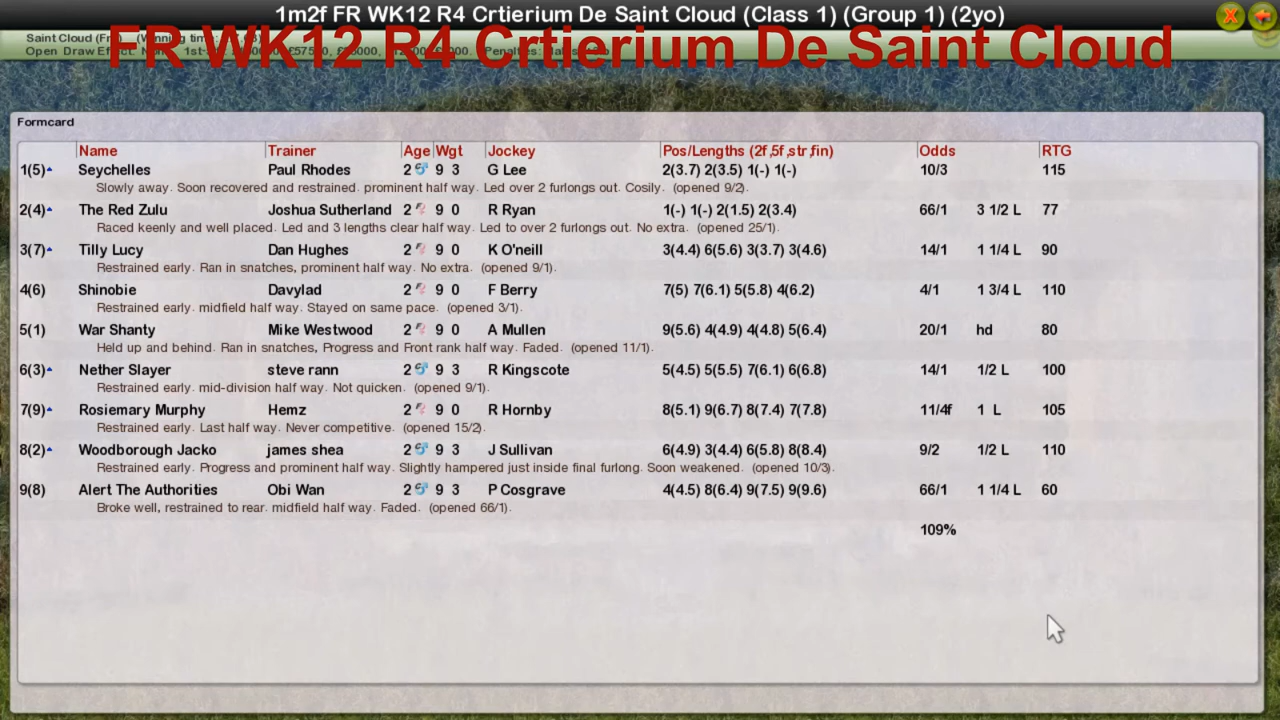 1m2f FR WK12 R4 Crtierium De Saint Cloud (Class 1) (Group 1) (2yo)
FR WK12 R4 Crtierium De Saint Cloud
Saint Cloud
Open Draw Effect:
Formcard
Name Trainer Age Wgt Jockey Pos/Lengths (2f,5f,str,fin) Odds RTG
1(5) Seychelles Paul Rhodes 2 9 3 G Lee 2(3.7) 2(3.5) 1(-) 1(-) 10/3 115
Slowly away. Soon recovered and restrained. prominent half way. Led over 2 furlongs out. Cosily. (opened 9/2).
2(4) The Red Zulu Joshua Sutherland 2 9 0 R Ryan 1(-) 1(-) 2(1.5) 2(3.4) 66/1 3 1/2 L 77
Raced keenly and well placed. Led and 3 lengths clear half way. Led to over 2 furlongs out. No extra. (opened 25/1).
3(7) Tilly Lucy Dan Hughes 2 9 0 K O'neill 3(4.4) 6(5.6) 3(3.7) 3(4.6) 14/1 1 1/4 L 90
Restrained early. Ran in snatches, prominent half way. No extra. (opened 9/1).
4(6) Shinobie Davylad 2 9 0 F Berry 7(5) 7(6.1) 5(5.8) 4(6.2) 4/1 1 3/4 L 110
Restrained early. midfield half way. Stayed on same pace. (opened 3/1).
5(1) War Shanty Mike Westwood 2 9 0 A Mullen 9(5.6) 4(4.9) 4(4.8) 5(6.4) 20/1 hd 80
Held up and behind. Ran in snatches, Progress and Front rank half way. Faded. (opened 11/1).
6(3) Nether Slayer steve rann 2 9 3 R Kingscote 5(4.5) 5(5.5) 7(6.1) 6(6.8) 14/1 1/2 L 100
Restrained early. mid-division half way. Not quicken. (opened 9/1).
7(9) Rosiemary Murphy Hemz 2 9 0 R Hornby 8(5.1) 9(6.7) 8(7.4) 7(7.8) 11/4f 1 L 105
Restrained early. Last half way. Never competitive. (opened 15/2).
8(2) Woodborough Jacko james shea 2 9 3 J Sullivan 6(4.9) 3(4.4) 6(5.8) 8(8.4) 9/2 1/2 L 110
Restrained early. Progress and prominent half way. Slightly hampered just inside final furlong. Soon weakened. (opened 10/3).
9(8) Alert The Authorities Obi Wan 2 9 3 P Cosgrave 4(4.5) 8(6.4) 9(7.5) 9(9.6) 66/1 1 1/4 L 60
Broke well, restrained to rear. midfield half way. Faded. (opened 66/1).
109%